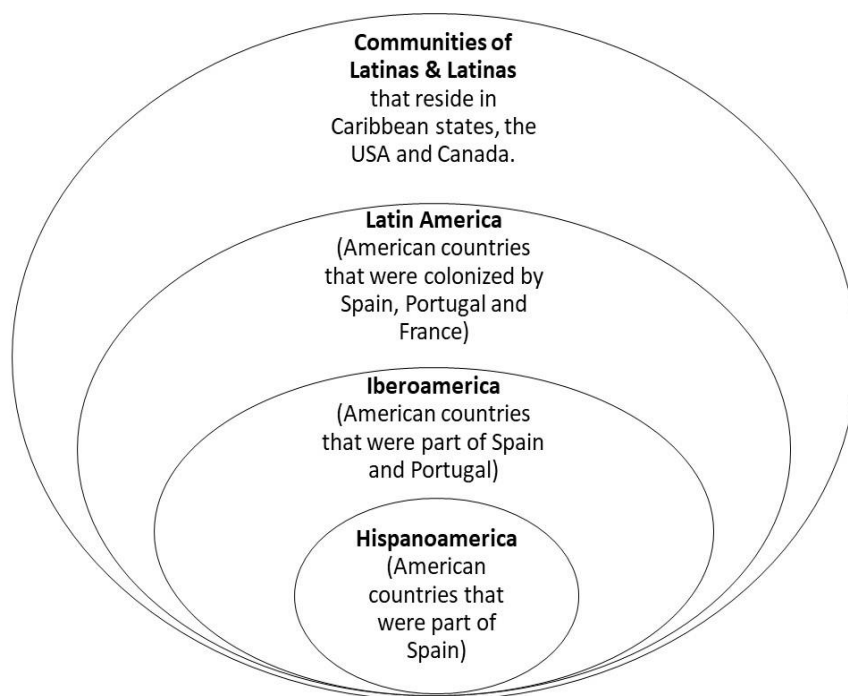 Communities of
Latinas & Latinas
that reside in
Caribbean states, the
USA and Canada.
Latin America
(American countries
that were colonized by
Spain, Portugal and
France)
Iberoamerica
(American countries
that were part of Spain
and Portugal)
Hispanoamerica
(American
countries that
were part of
Spain)